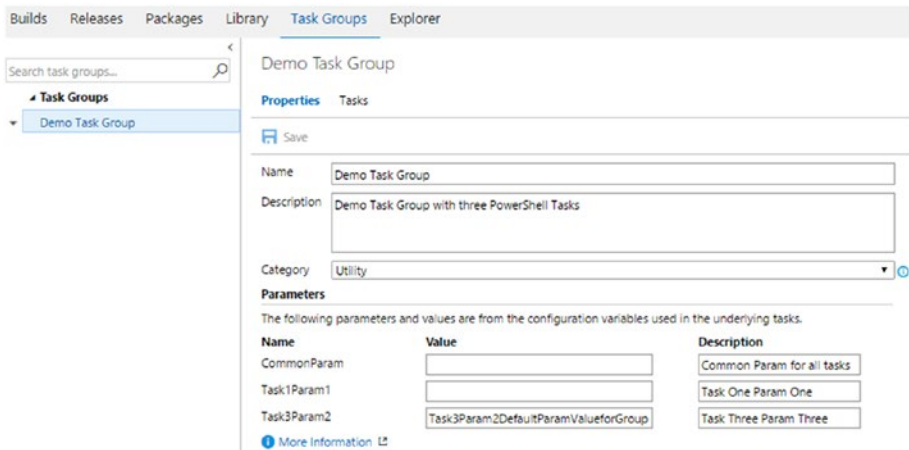 Builds Releases Packages Library Task Groups Explorer
Search task groups...
Task Groups
Demo Task Group
Demo Task Group
Properties Tasks
Save
Name Demo Task Group
Description Demo Task Group with three PowerShell Tasks
Category Utility
Parameters
The following parameters and values are from the configuration variables used in the underlying tasks.
Name Value Description
CommonParam Common Param for all tasks
Task1Param1 Task One Param One
Task3Param2 Task3Param2DefaultParamValueforGroup Task Three Param Three
More Information